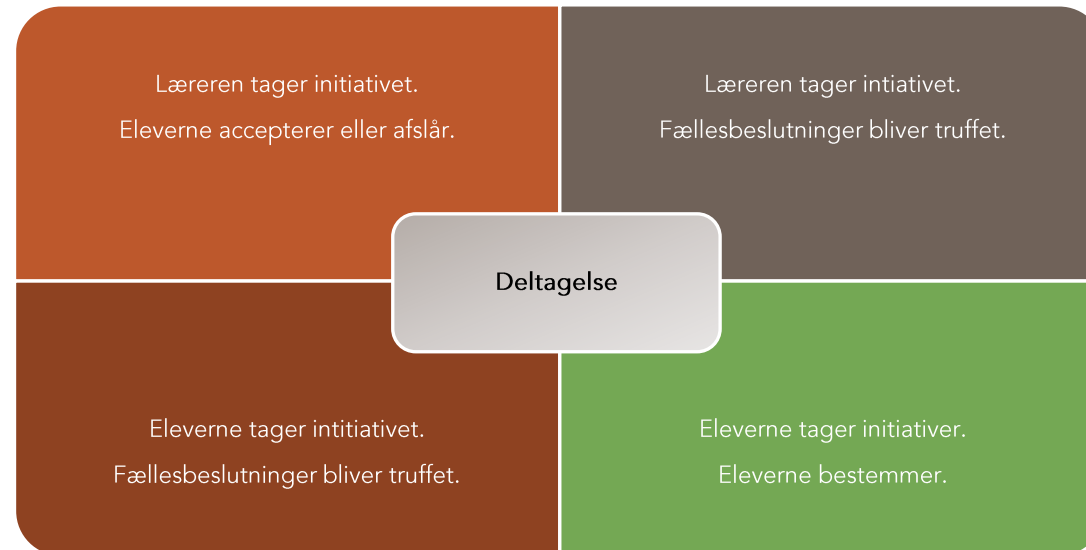 Læreren tager initiativet.
Eleverne accepterer eller afslår.
Læreren tager intiativet.
Fællesbeslutninger bliver truffet.
Deltagelse
Eleverne tager intitiativet.
Fællesbeslutninger bliver truffet.
Eleverne tager initiativer.
Eleverne bestemmer.